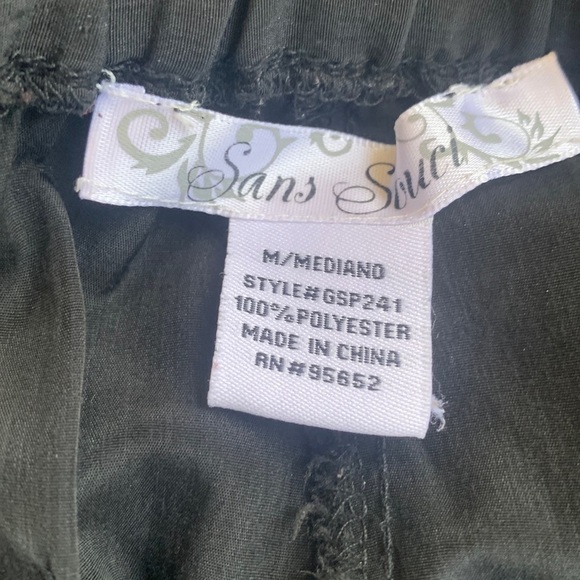 Sans Souci
M/MEDIANO
STYLE#GSP241
100%POLYESTER
MADE IN CHINA
RN#95652